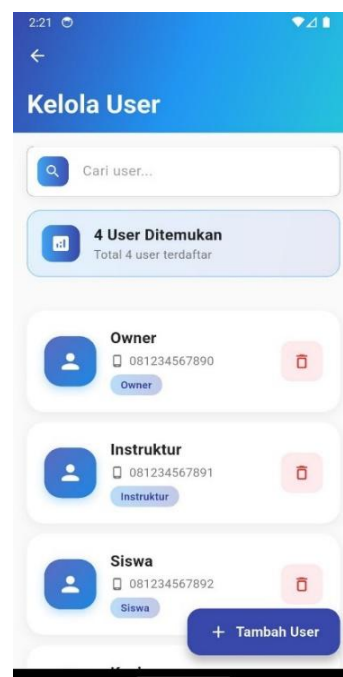 2:21
Kelola User
Cari user...
4 User Ditemukan
Total 4 user terdaftar
Owner
081234567890
Owner
Instruktur
081234567891
Instruktur
Siswa
081234567892
Siswa
+ Tambah User